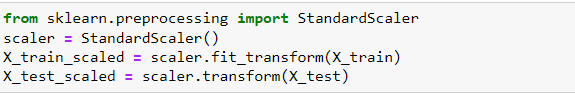 from sklearn.preprocessing import StandardScaler
scaler = StandardScaler()
X_train_scaled = scaler.fit_transform(X_train)
X_test_scaled = scaler.transform(X_test)